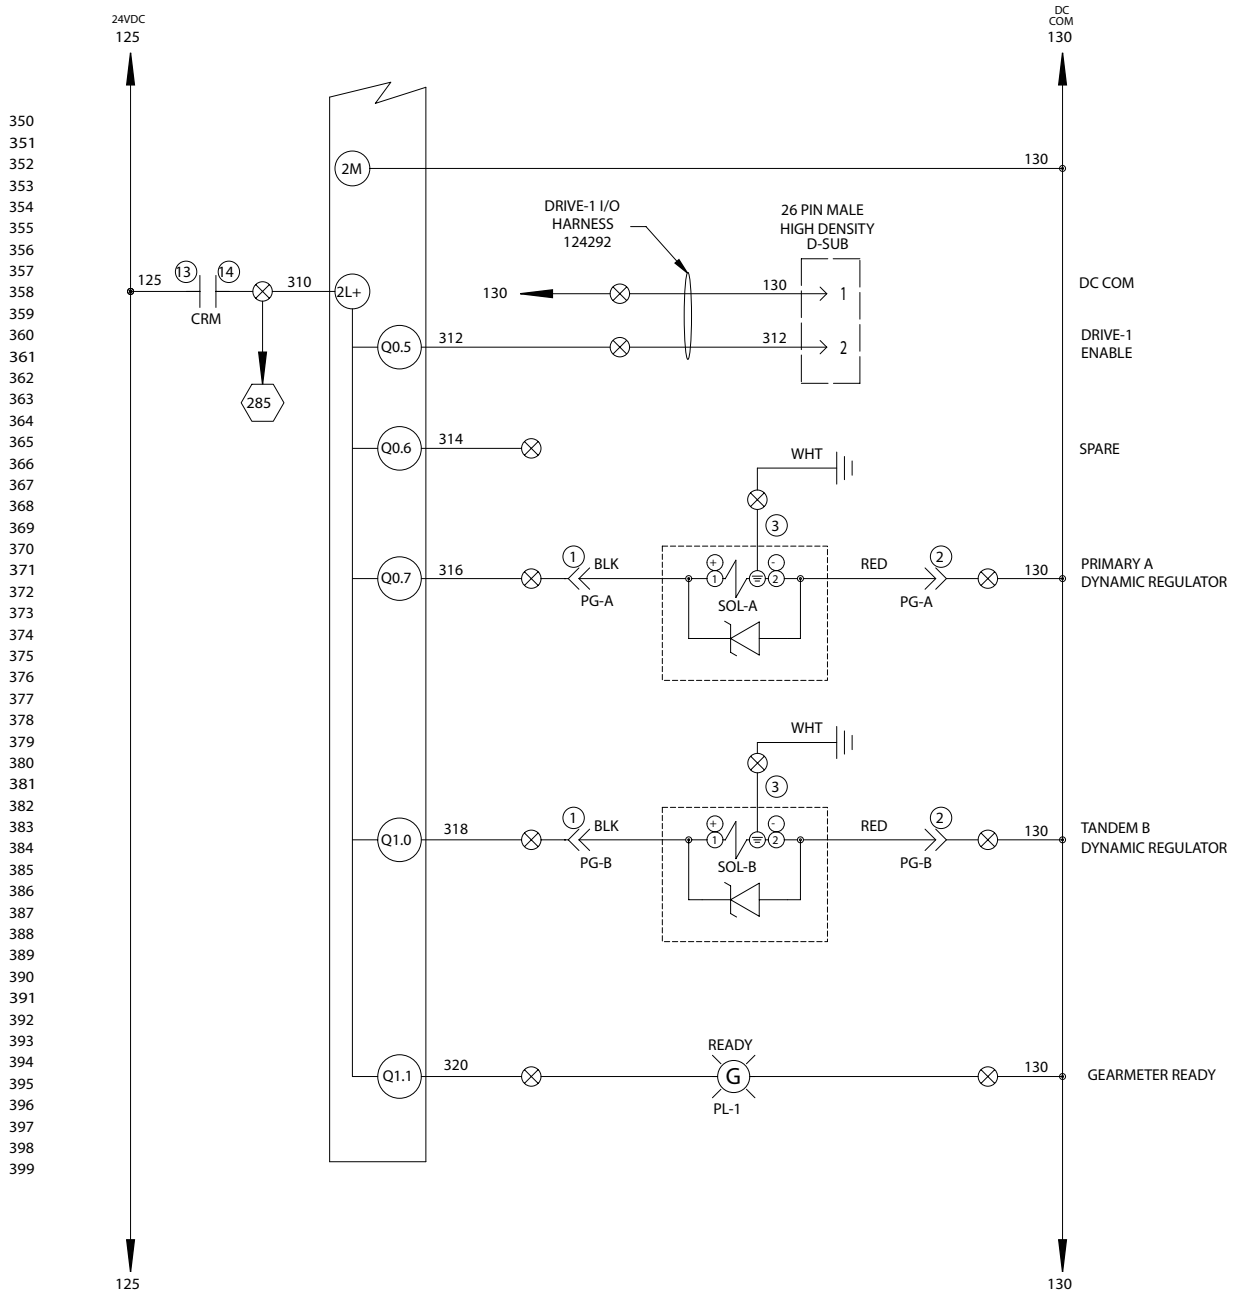 24VDC
125
DC
COM
130
350
351
352
353
354
355
356
357
358
359
360
361
362
363
364
365
366
367
368
369
370
371
372
373
374
375
376
377
378
379
380
381
382
383
384
385
386
387
388
389
390
391
392
393
394
395
396
397
398
399
2M
130
DRIVE-1 I/O
HARNESS
124292
26 PIN MALE
HIGH DENSITY
D-SUB
125
13
14
CRM
310
2L+
285
130
130
1
DC COM
Q0.5
312
312
2
DRIVE-1
ENABLE
Q0.6
314
SPARE
WHT
3
Q0.7
316
1
BLK
PG-A
+
1
-
2
SOL-A
RED
2
PG-A
130
PRIMARY A
DYNAMIC REGULATOR
WHT
3
Q1.0
318
1
BLK
PG-B
+
1
-
2
SOL-B
RED
2
PG-B
130
TANDEM B
DYNAMIC REGULATOR
Q1.1
320
READY
G
PL-1
130
GEARMETER READY
125
130